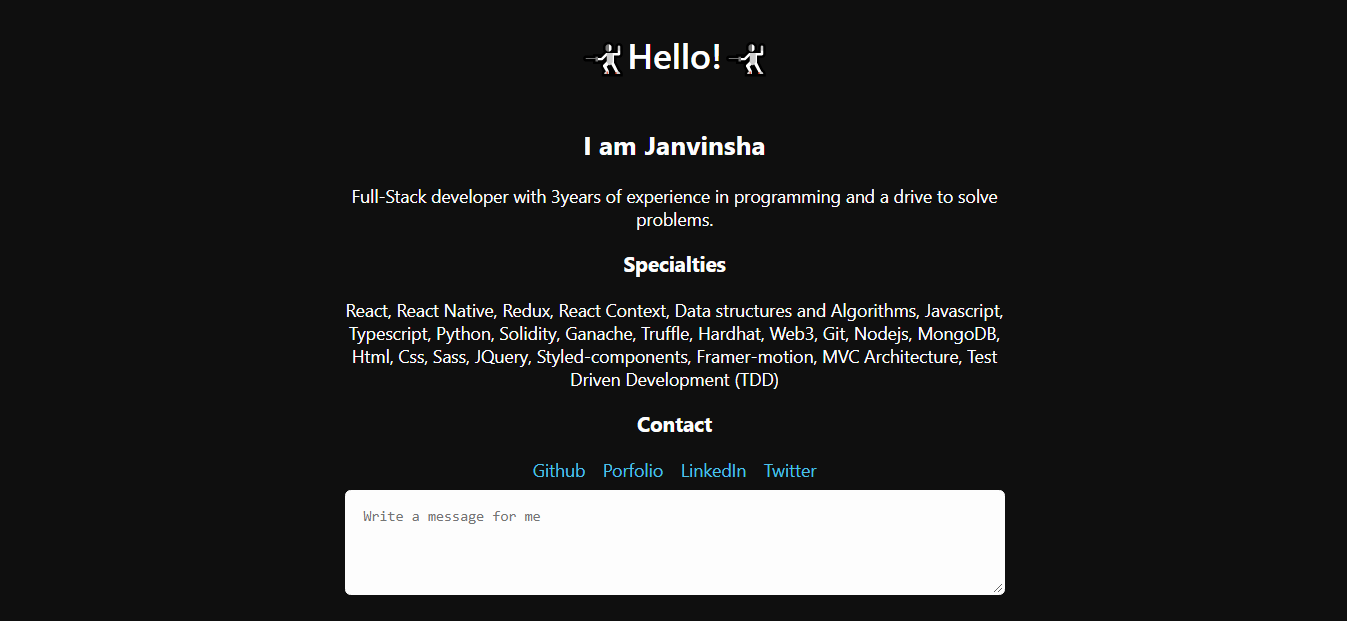 🤺Hello!🤺
I am Janvinsha
Full-Stack developer with 3years of experience in programming and a drive to solve
problems.
Specialties
React, React Native, Redux, React Context, Data structures and Algorithms, Javascript,
Typescript, Python, Solidity, Ganache, Truffle, Hardhat, Web3, Git, Nodejs, MongoDB,
Html, Css, Sass, JQuery, Styled-components, Framer-motion, MVC Architecture, Test
Driven Development (TDD)
Contact
Github Porfolio LinkedIn Twitter
Write a message for me